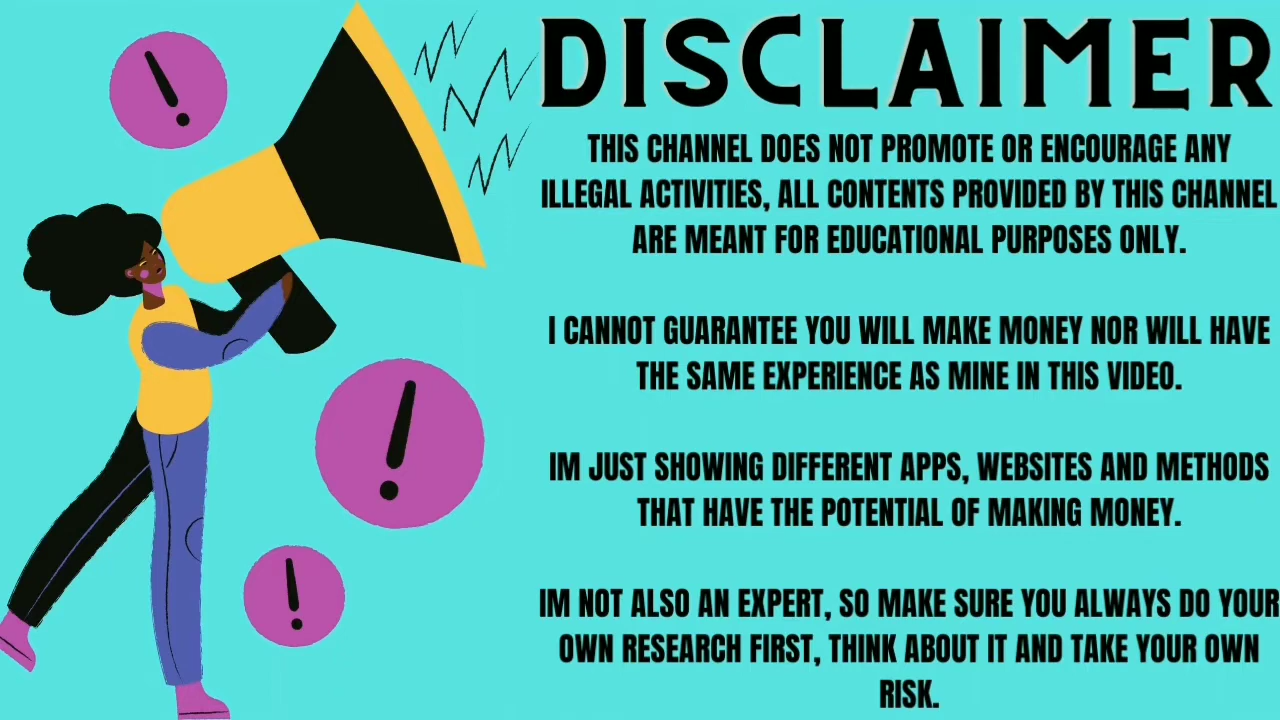 DISCLAIMER
THIS CHANNEL DOES NOT PROMOTE OR ENCOURAGE ANY
ILLEGAL ACTIVITIES, ALL CONTENTS PROVIDED BY THIS CHANNEL
ARE MEANT FOR EDUCATIONAL PURPOSES ONLY.
I CANNOT GUARANTEE YOU WILL MAKE MONEY NOR WILL HAVE
THE SAME EXPERIENCE AS MINE IN THIS VIDEO.
IM JUST SHOWING DIFFERENT APPS, WEBSITES AND METHODS
THAT HAVE THE POTENTIAL OF MAKING MONEY.
IM NOT ALSO AN EXPERT, SO MAKE SURE YOU ALWAYS DO YOUR
OWN RESEARCH FIRST, THINK ABOUT IT AND TAKE YOUR OWN
RISK.